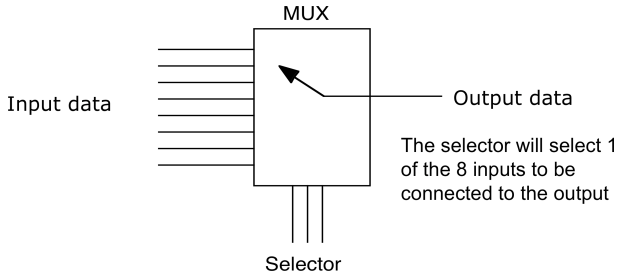 MUX
Input data
Output data
The selector will select 1
of the 8 inputs to be
connected to the output
Selector